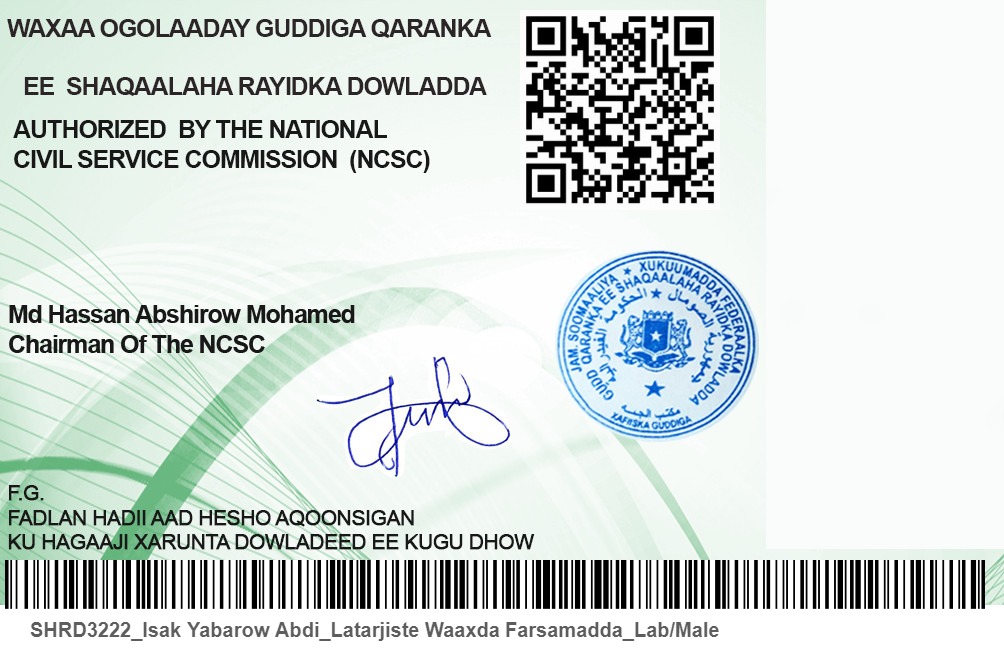 WAXAA OGOLAADAY GUDDIGA QARANKA
EE SHAQAALAHA RAYIDKA DOWLADDA
AUTHORIZED BY THE NATIONAL
CIVIL SERVICE COMMISSION (NCSC)
JAM. SOOMAALIYA ★ XUKUUMADDA FEDERAALKA
GUDD QARANKA EE SHAQAALAHA RAYIDKA DOWLADDA
مكتب الجمسة
XAFIISKA GUDDIGA
Md Hassan Abshirow Mohamed
Chairman Of The NCSC
F.G.
FADLAN HADII AAD HESHO AQOONSIGAN
KU HAGAAJI XARUNTA DOWLADEED EE KUGU DHOW
SHRD3222_Isak Yabarow Abdi_Latarjiste Waaxda Farsamadda_Lab/Male